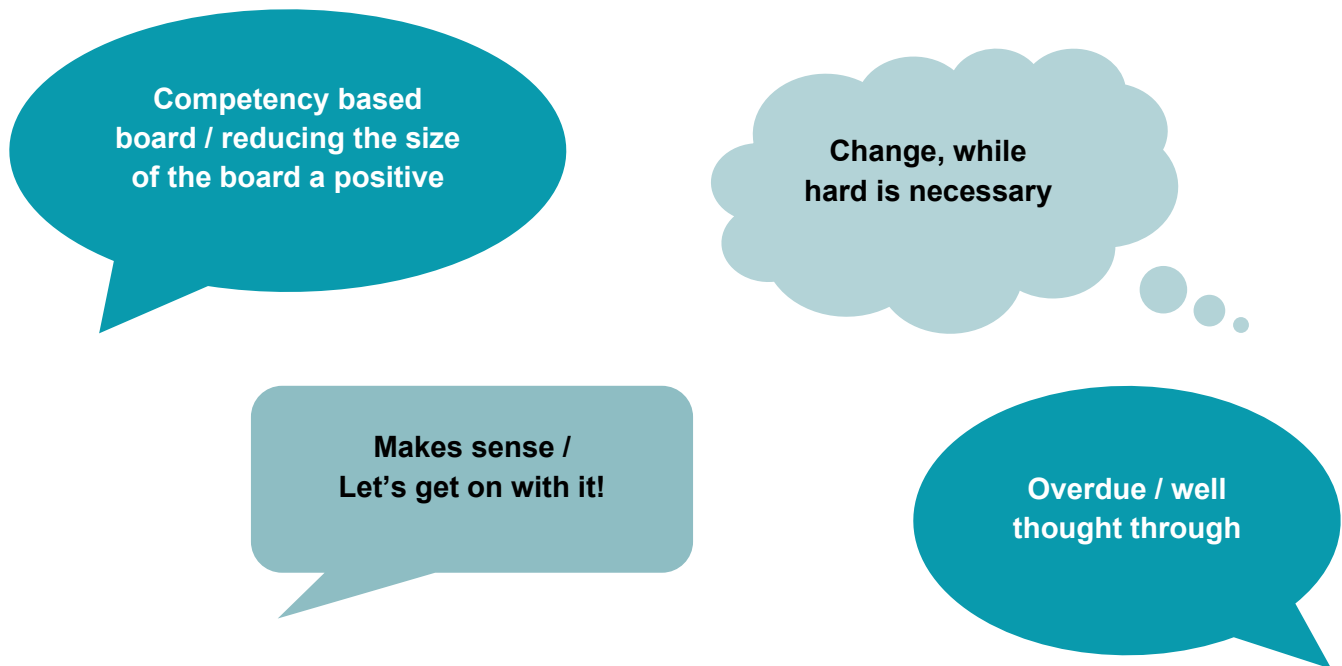 Competency based
board / reducing the size
of the board a positive
Change, while
hard is necessary
Makes sense /
Let’s get on with it!
Overdue / well
thought through